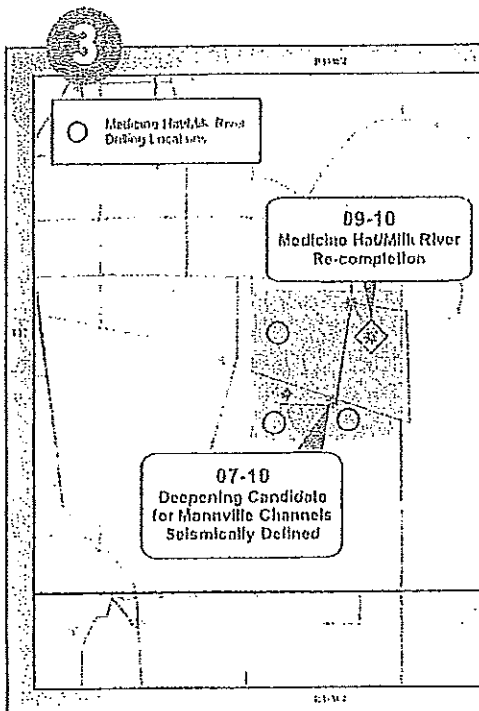 3
Medicine Hat/Milk River
Drilling Locations
09-10
Medicine Hat/Milk River
Re-completion
07-10
Deepening Candidate
for Mannville Channels
Seismically Defined